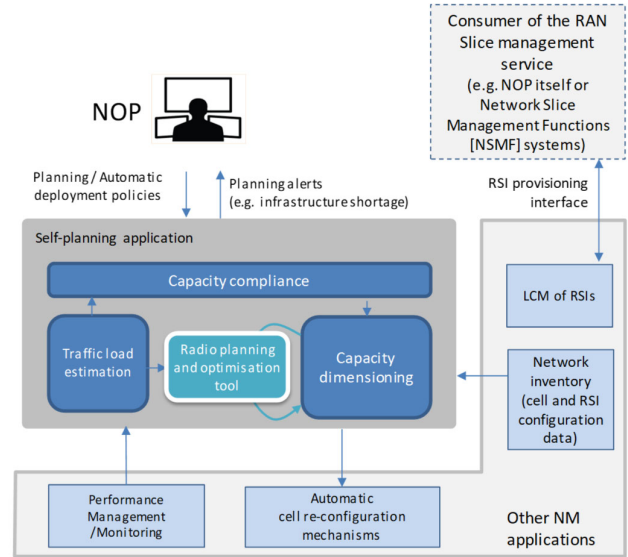 Consumer of the RAN
Slice management
service
(e.g. NOP itself or
Network Slice
Management Functions
[NSMF] systems)
NOP
Planning / Automatic
deployment policies
Planning alerts
(e.g. infrastructure shortage)
RSI provisioning
interface
Self-planning application
Capacity compliance
LCM of RSIs
Traffic load
estimation
Radio planning
and optimisation
tool
Capacity
dimensioning
Network
inventory
(cell and RSI
configuration
data)
Performance
Management
/Monitoring
Automatic
cell re-configuration
mechanisms
Other NM
applications